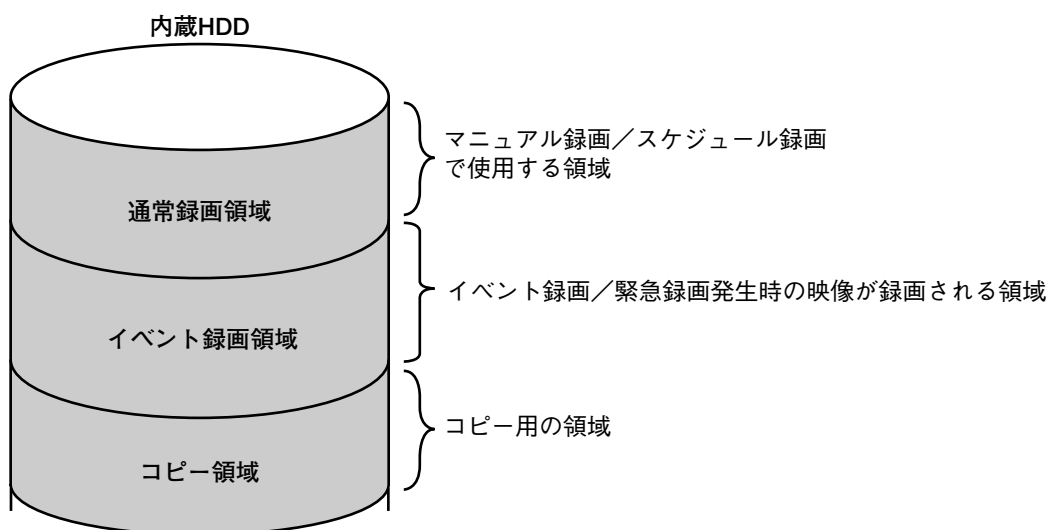 内蔵HDD
マニュアル録画／スケジュール録画
で使用する領域
通常録画領域
イベント録画／緊急録画発生時の映像が録画される領域
イベント録画領域
コピー用の領域
コピー領域